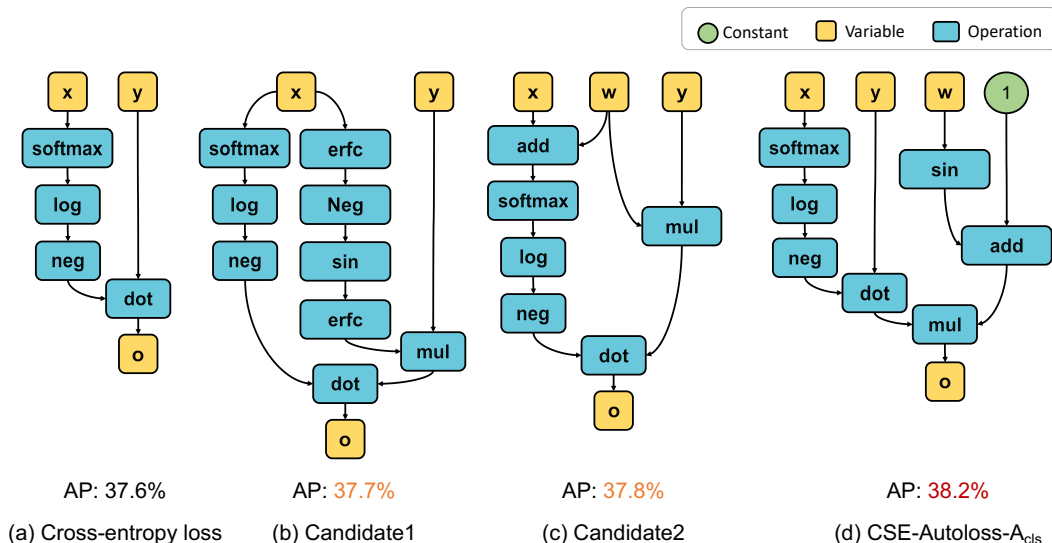 Constant Variable Operation
x y x y x w y x y w 1
softmax softmax erfc add softmax
log log Neg softmax log sin
neg neg sin log mul neg add
dot erfc neg dot
o mul dot mul
dot o o
o
AP: 37.6% AP: 37.7% AP: 37.8% AP: 38.2%
(a) Cross-entropy loss (b) Candidate1 (c) Candidate2 (d) CSE-Autoloss-A_cls